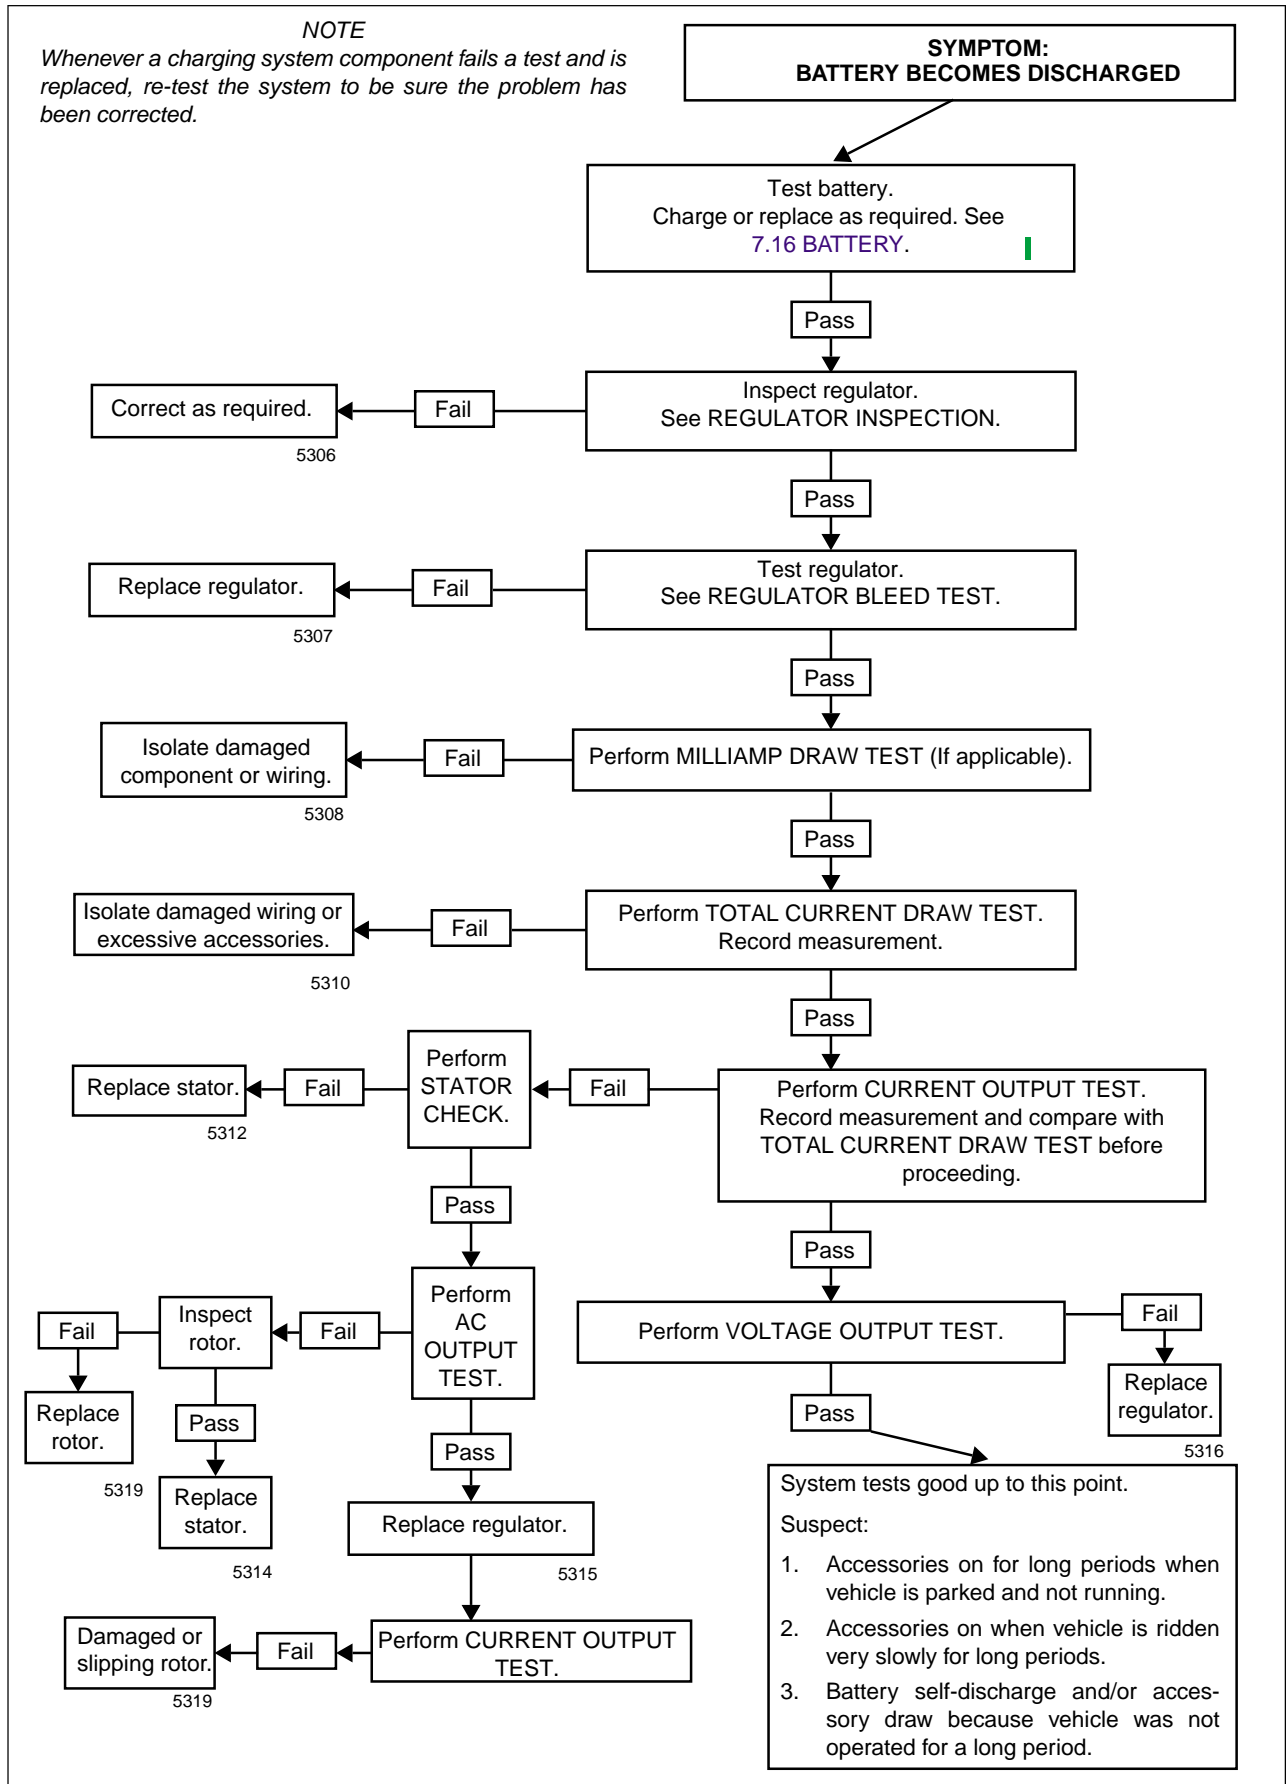 NOTE
Whenever a charging system component fails a test and is
replaced, re-test the system to be sure the problem has
been corrected.
SYMPTOM:
BATTERY BECOMES DISCHARGED
Test battery.
Charge or replace as required. See
7.16 BATTERY.
Pass
Correct as required.
Fail
Inspect regulator.
See REGULATOR INSPECTION.
5306
Pass
Replace regulator.
Fail
Test regulator.
See REGULATOR BLEED TEST.
5307
Pass
Isolate damaged
component or wiring.
Fail
Perform MILLIAMP DRAW TEST (If applicable).
5308
Pass
Isolate damaged wiring or
excessive accessories.
Fail
Perform TOTAL CURRENT DRAW TEST.
Record measurement.
5310
Pass
Replace stator.
Fail
Perform
STATOR
CHECK.
Fail
Perform CURRENT OUTPUT TEST.
Record measurement and compare with
TOTAL CURRENT DRAW TEST before
proceeding.
5312
Pass
Pass
Fail
Inspect
rotor.
Fail
Perform
AC
OUTPUT
TEST.
Perform VOLTAGE OUTPUT TEST.
Fail
Replace
rotor.
Pass
Pass
Pass
Replace
regulator.
5319
Replace
stator.
5316
5314
Replace regulator.
5315
Damaged or
slipping rotor.
Fail
Perform CURRENT OUTPUT
TEST.
5319
System tests good up to this point.
Suspect:
1. Accessories on for long periods when
vehicle is parked and not running.
2. Accessories on when vehicle is ridden
very slowly for long periods.
3. Battery self-discharge and/or acces-
sory draw because vehicle was not
operated for a long period.